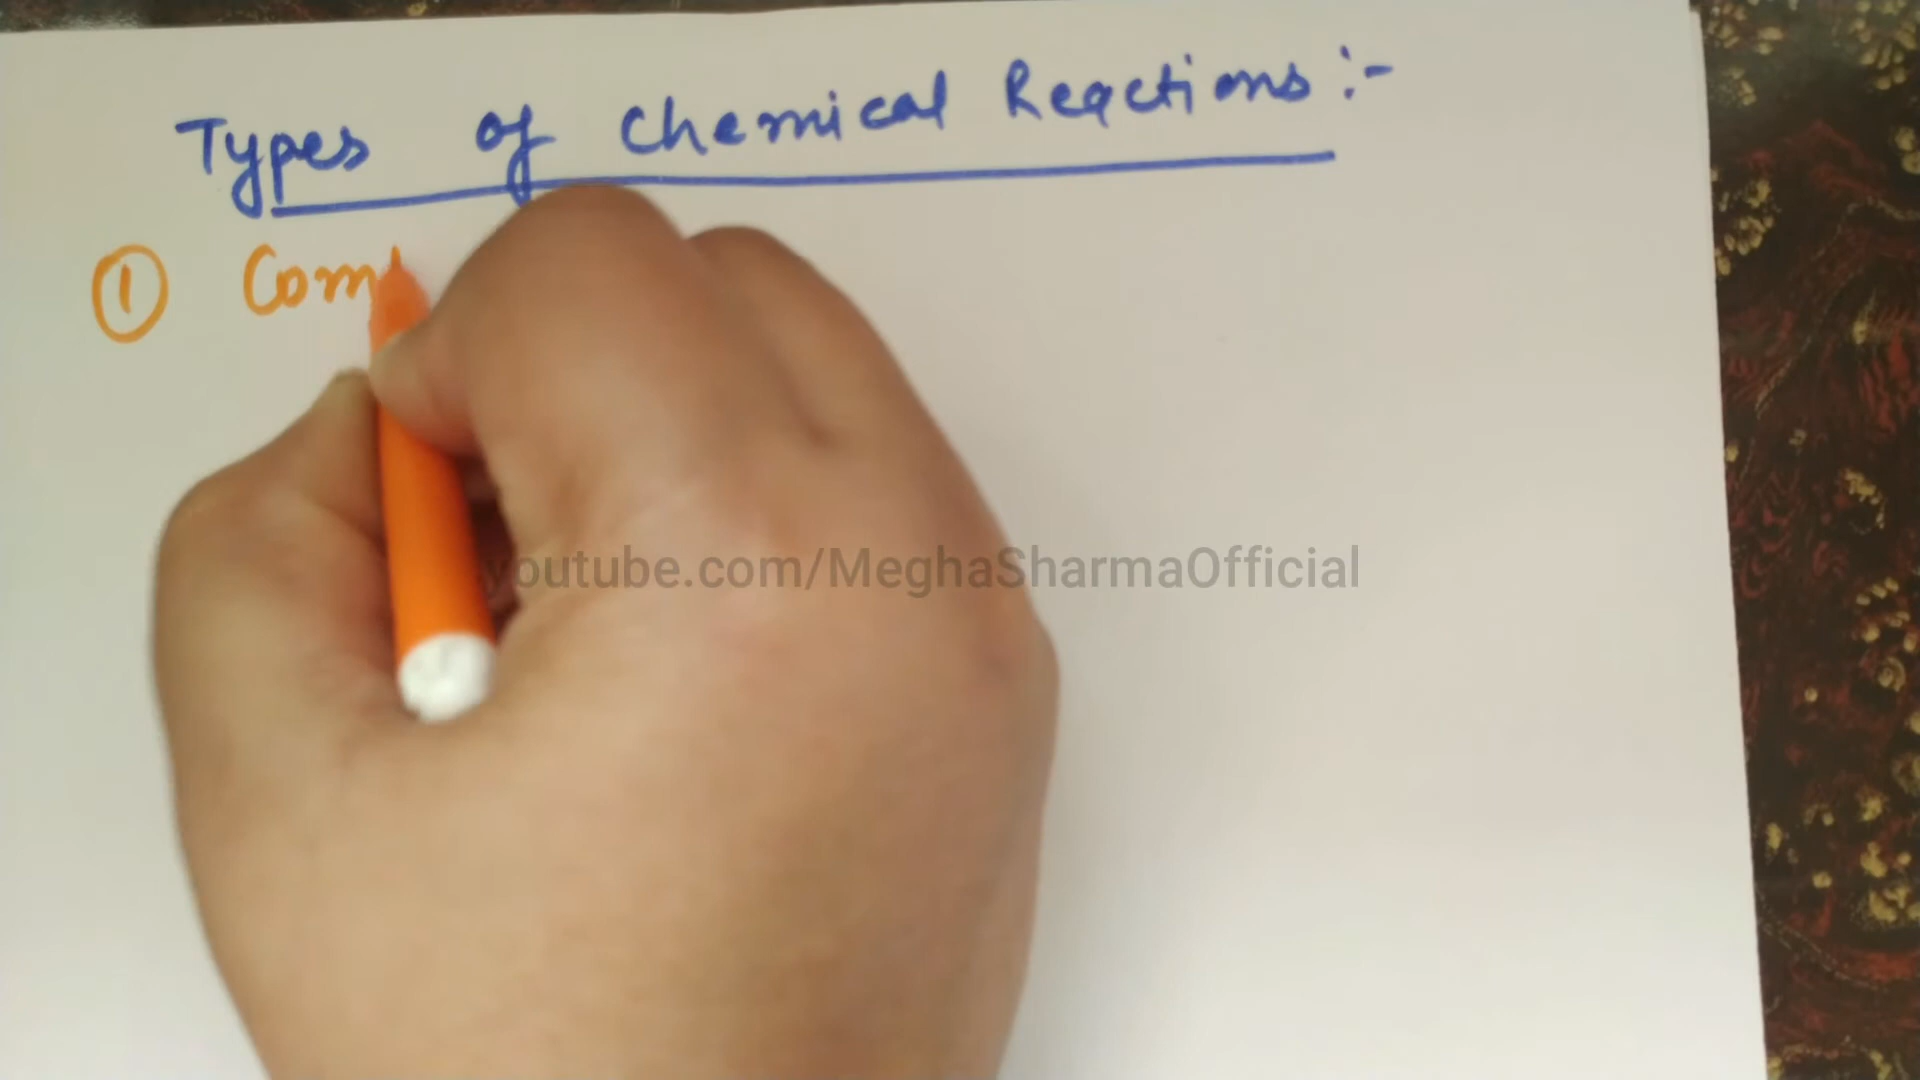 Types of Chemical Reactions :-
① Com
youtube.com/MeghaSharmaOfficial